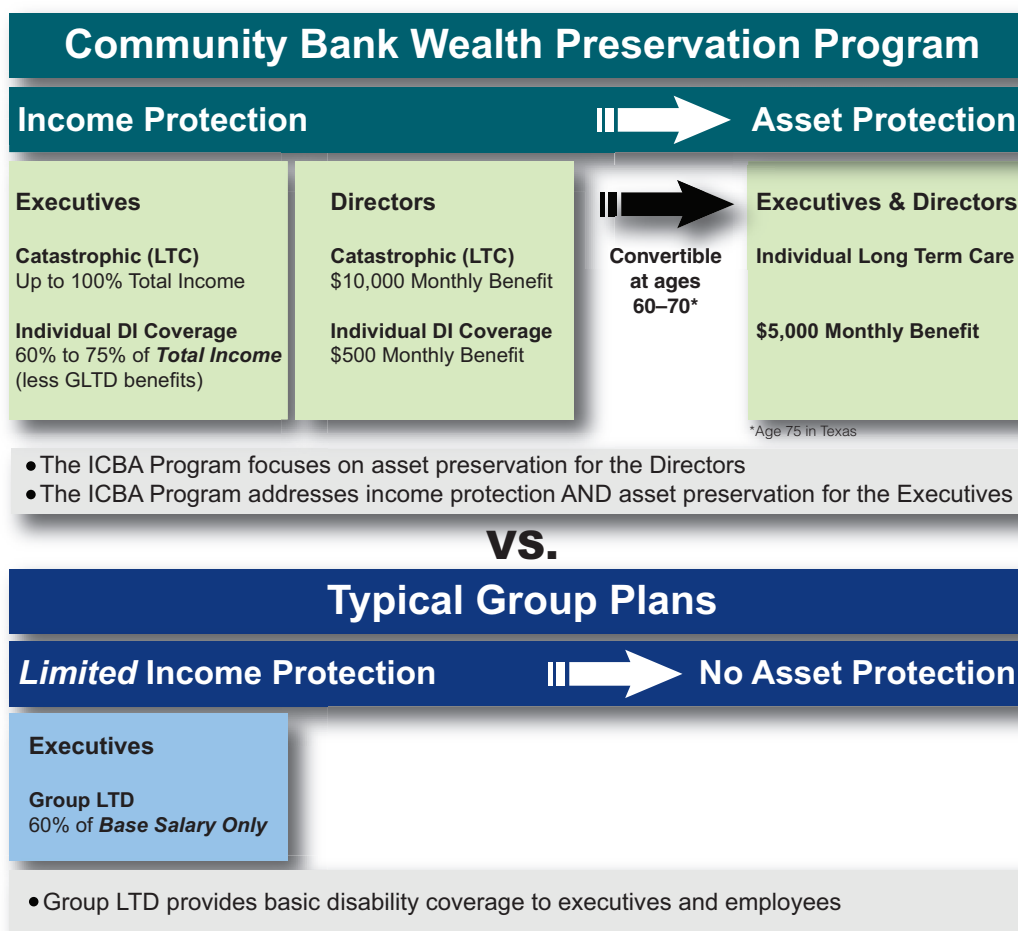 Community Bank Wealth Preservation Program
Income Protection
Asset Protection
Executives
Catastrophic (LTC)
Up to 100% Total Income
Individual DI Coverage
60% to 75% of Total Income
(less GLTD benefits)
Directors
Catastrophic (LTC)
$10,000 Monthly Benefit
Individual DI Coverage
$500 Monthly Benefit
Convertible
at ages
60–70*
Executives & Directors
Individual Long Term Care
$5,000 Monthly Benefit
*Age 75 in Texas
• The ICBA Program focuses on asset preservation for the Directors
• The ICBA Program addresses income protection AND asset preservation for the Executives
vs.
Typical Group Plans
Limited Income Protection
No Asset Protection
Executives
Group LTD
60% of Base Salary Only
• Group LTD provides basic disability coverage to executives and employees